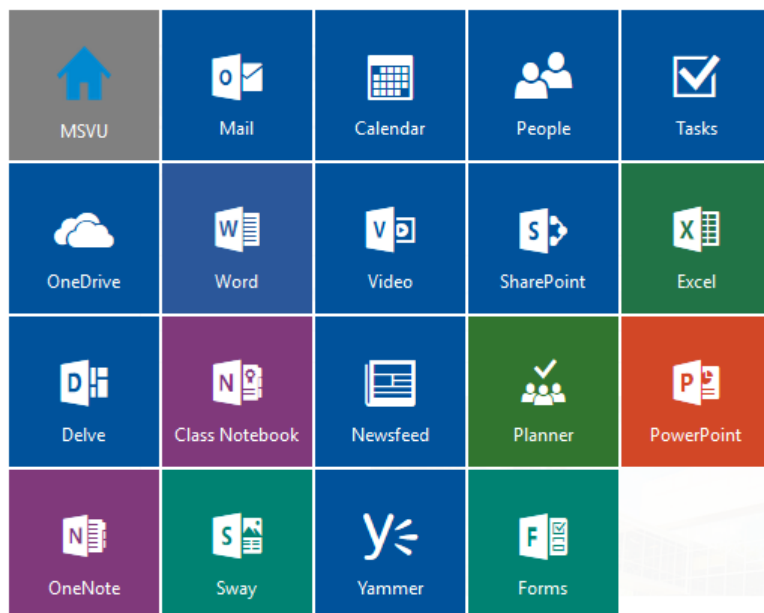 MSVU
Mail
Calendar
People
Tasks
OneDrive
Word
Video
SharePoint
Excel
Delve
Class Notebook
Newsfeed
Planner
PowerPoint
OneNote
Sway
Yammer
Forms